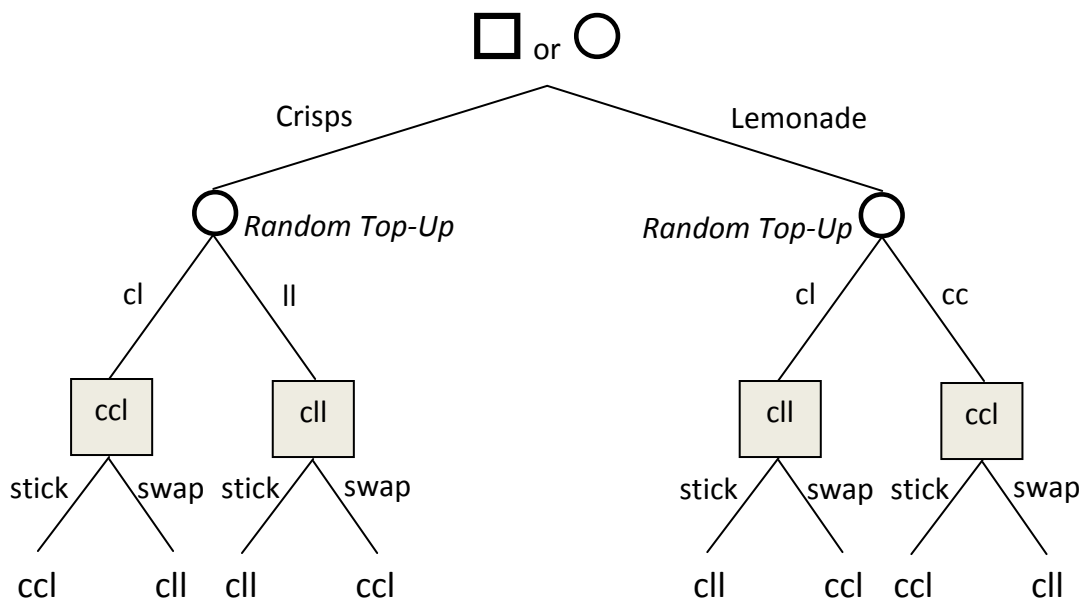 or
Crisps Lemonade
Random Top-Up Random Top-Up
cl ll cl cc
ccl cll cll ccl
stick swap stick swap stick swap stick swap
ccl cll cll ccl cll ccl ccl cll